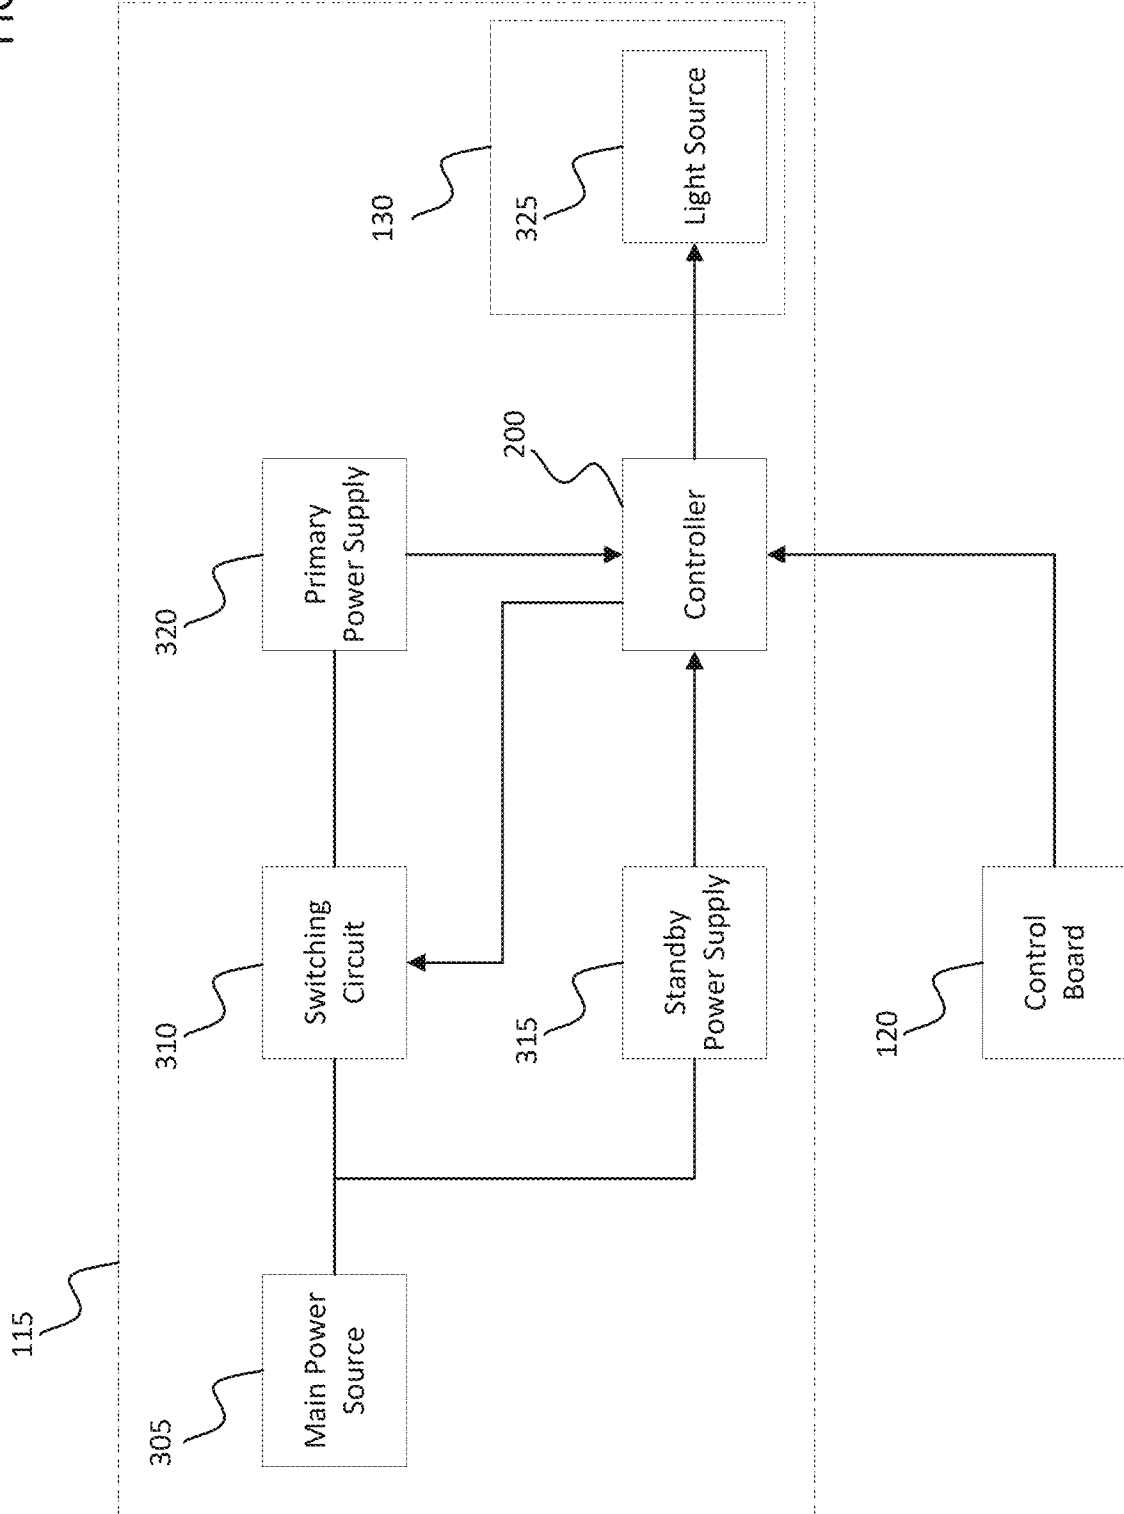 115
305
Main Power
Source
310
Switching
Circuit
320
Primary
Power Supply
315
Standby
Power Supply
200
Controller
130
325
Light Source
120
Control
Board